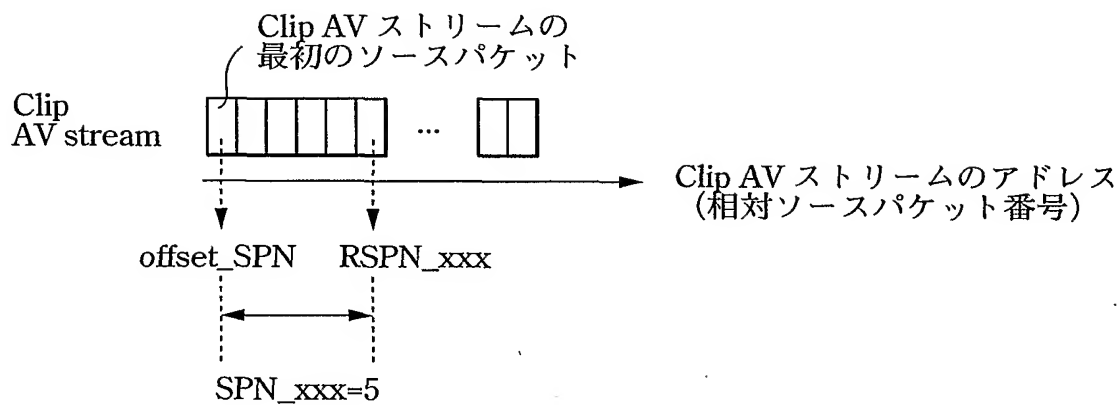 Clip AV ストリームの
最初のソースパケット
Clip
AV stream
...
Clip AV ストリームのアドレス
(相対ソースパケット番号)
offset_SPN RSPN_xxx
SPN_xxx=5